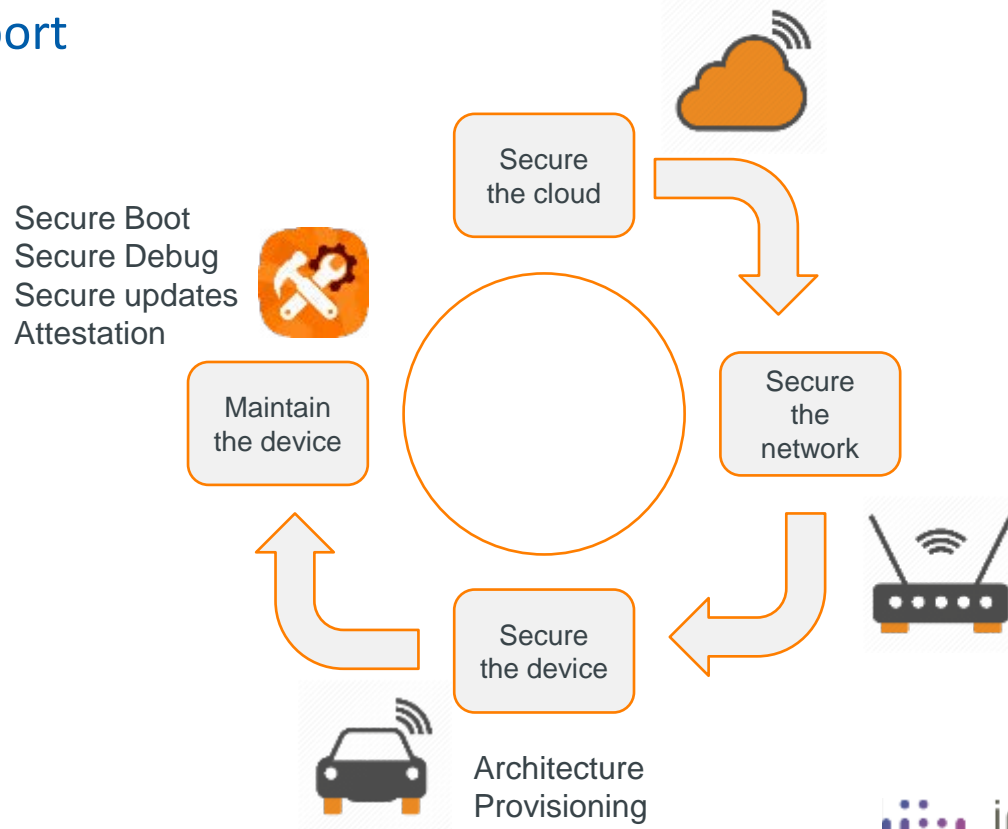 ort
Secure
the cloud
Secure Boot
Secure Debug
Secure updates
Attestation
Maintain
the device
Secure
the
network
Secure
the device
Architecture
Provisioning